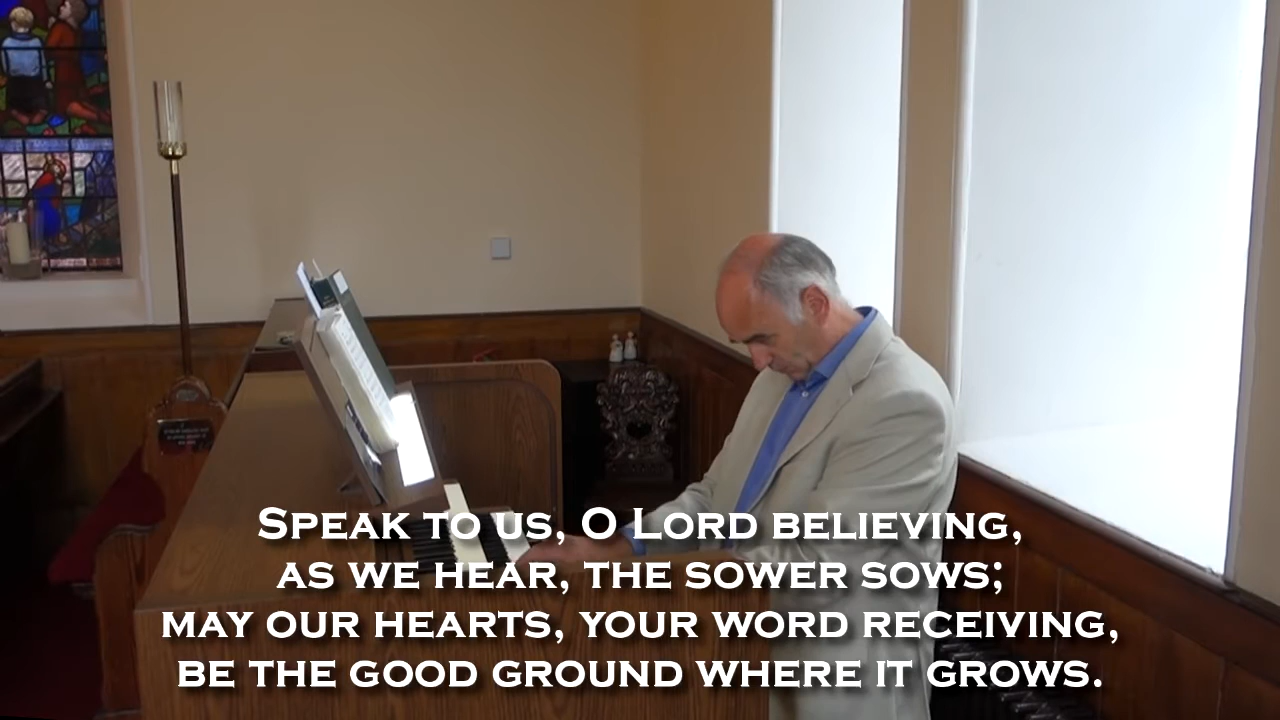 Speak to us, O Lord believing,
as we hear, the sower sows;
may our hearts, your word receiving,
be the good ground where it grows.